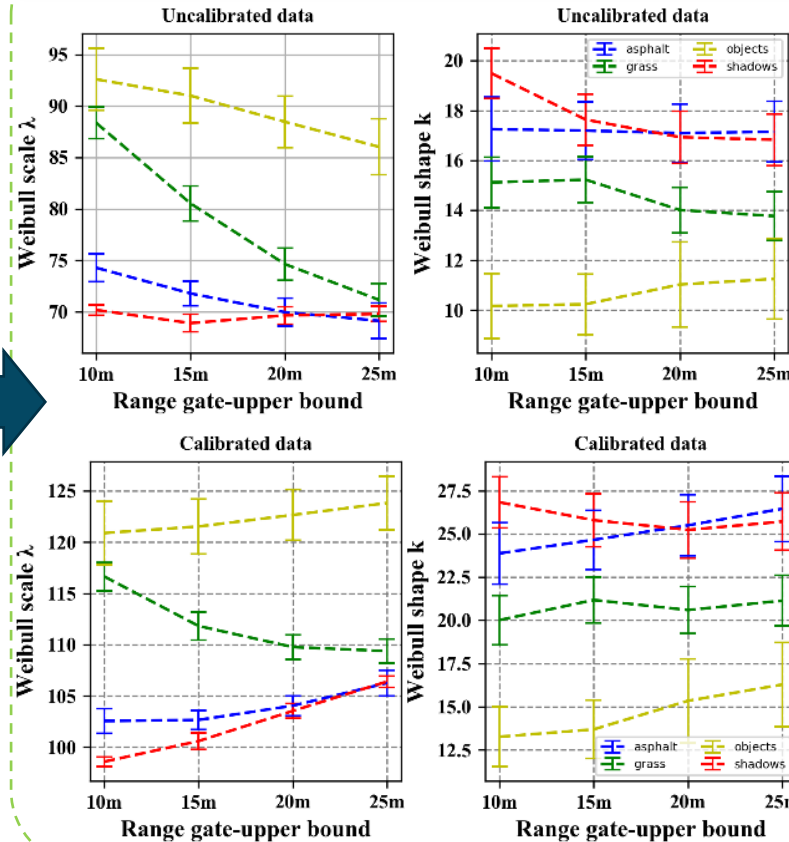 Uncalibrated data
95
90
85
80
75
70
Weibull scale λ
10m 15m 20m 25m
Range gate-upper bound
Uncalibrated data
asphalt objects
grass shadows
20
18
16
14
12
10
Weibull shape k
10m 15m 20m 25m
Range gate-upper bound
Calibrated data
125
120
115
110
105
100
Weibull scale λ
10m 15m 20m 25m
Range gate-upper bound
Calibrated data
27.5
25.0
22.5
20.0
17.5
15.0
12.5
Weibull shape k
asphalt objects
grass shadows
10m 15m 20m 25m
Range gate-upper bound